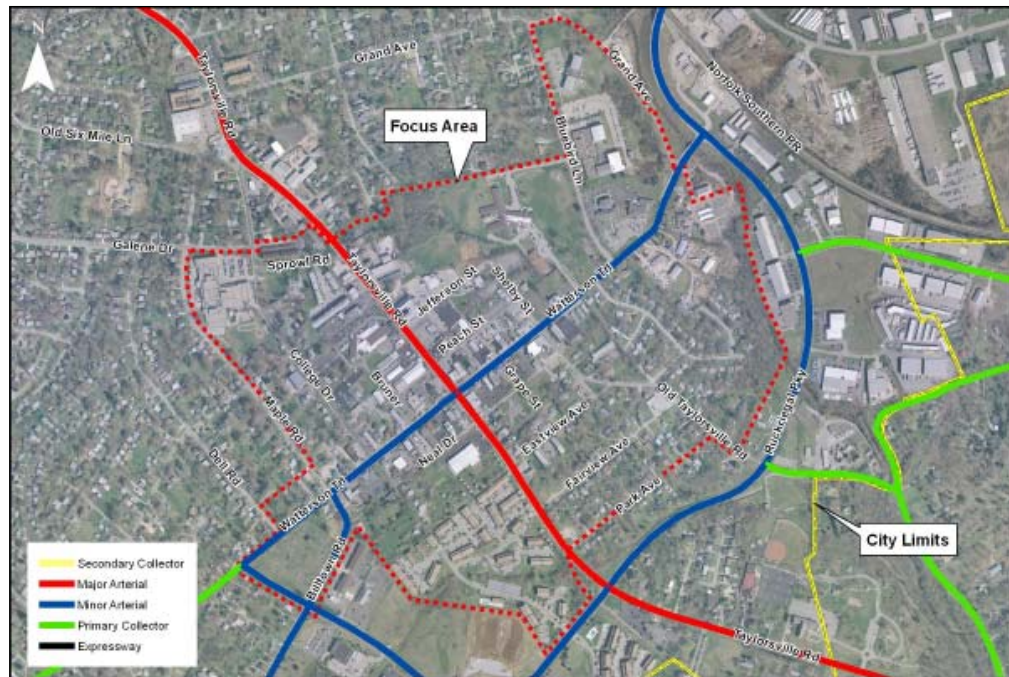 N
Taylorsville Rd
Grand Ave
Old Six Mile Ln
Focus Area
Grand Ave
Norfolk Southern RR
Bluebird Ln
Galene Dr
Sprowl Rd
Taylorsville Rd
Jefferson St
Shelby St
Watterson Trl
Peach St
College Dr
Bruner
Grape St
Maple Rd
Neal Dr
Eastview Ave
Old Taylorsville Rd
Ruckriegal Pky
Dell Rd
Fairview Ave
Watterson Trl
Park Ave
City Limits
Billtown Rd
Taylorsville Rd
Secondary Collector
Major Arterial
Minor Arterial
Primary Collector
Expressway